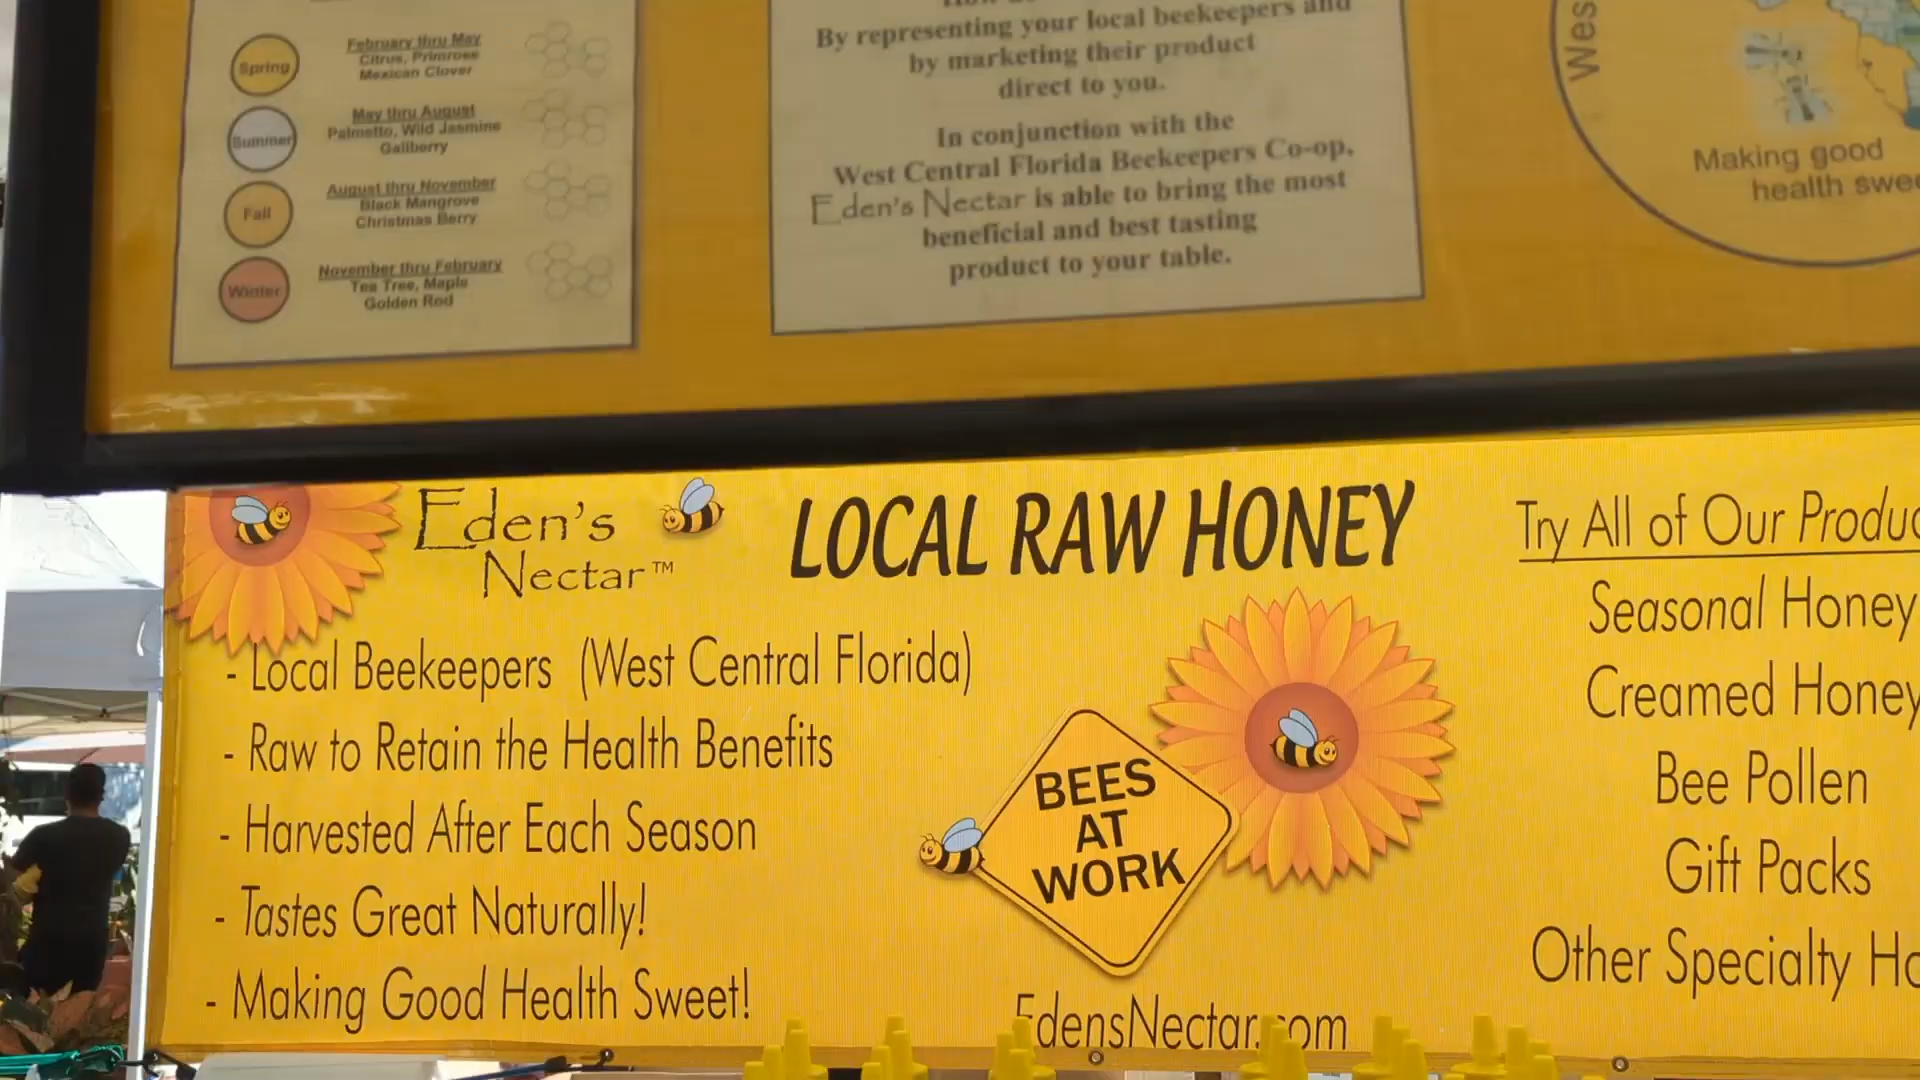 Spring
February thru May
Citrus, Primrose
Mexican Clover
Summer
May thru August
Palmetto, Wild Jasmine
Gallberry
Fall
August thru November
Black Mangrove
Christmas Berry
Winter
November thru February
Tea Tree, Maple
Golden Rod
By representing your local beekeepers and
by marketing their product
direct to you.
In conjunction with the
West Central Florida Beekeepers Co-op,
Eden's Nectar is able to bring the most
beneficial and best tasting
product to your table.
Wes
Making good
health swee
Eden's
Nectar™
LOCAL RAW HONEY
- Local Beekeepers (West Central Florida)
- Raw to Retain the Health Benefits
- Harvested After Each Season
- Tastes Great Naturally!
- Making Good Health Sweet!
BEES
AT
WORK
EdensNectar.com
Try All of Our Produc
Seasonal Honey
Creamed Honey
Bee Pollen
Gift Packs
Other Specialty Ho